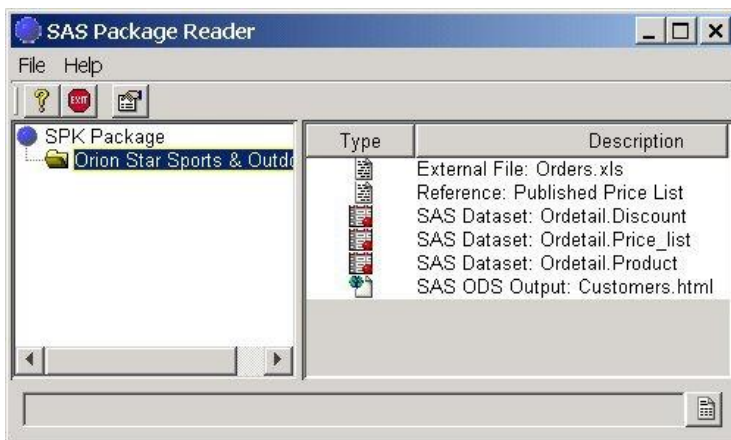 SAS Package Reader
File Help
EXIT
SPK Package
Orion Star Sports & Outdo
Type Description
External File: Orders.xls
Reference: Published Price List
SAS Dataset: Ordetail.Discount
SAS Dataset: Ordetail.Price_list
SAS Dataset: Ordetail.Product
SAS ODS Output: Customers.html